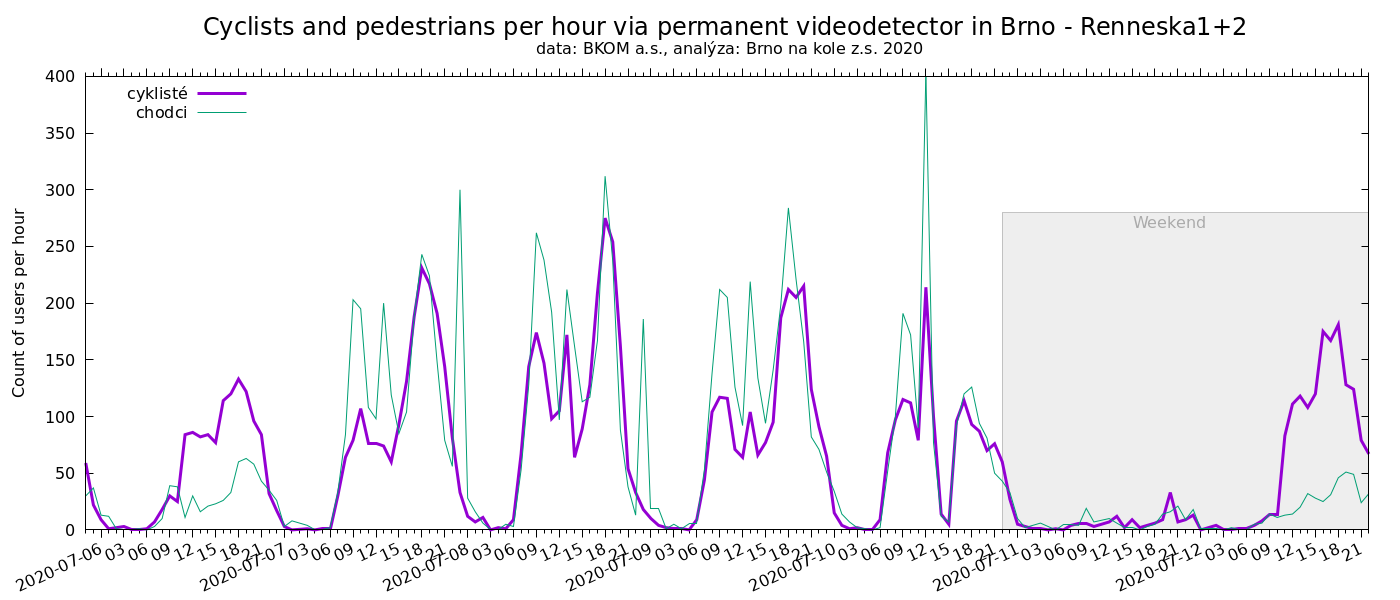 Cyclists and pedestrians per hour via permanent videodetector in Brno - Renneska1+2
data: BKOM a.s., analýza: Brno na kole z.s. 2020
cyklisté
chodci
Weekend
Count of users per hour
400
350
300
250
200
150
100
50
0
2020-07-06 03 06 09 12 15 18 21 2020-07-07 03 06 09 12 15 18 21 2020-07-08 03 06 09 12 15 18 21 2020-07-09 03 06 09 12 15 18 21 2020-07-10 03 06 09 12 15 18 21 2020-07-11 03 06 09 12 15 18 21 2020-07-12 03 06 09 12 15 18 21